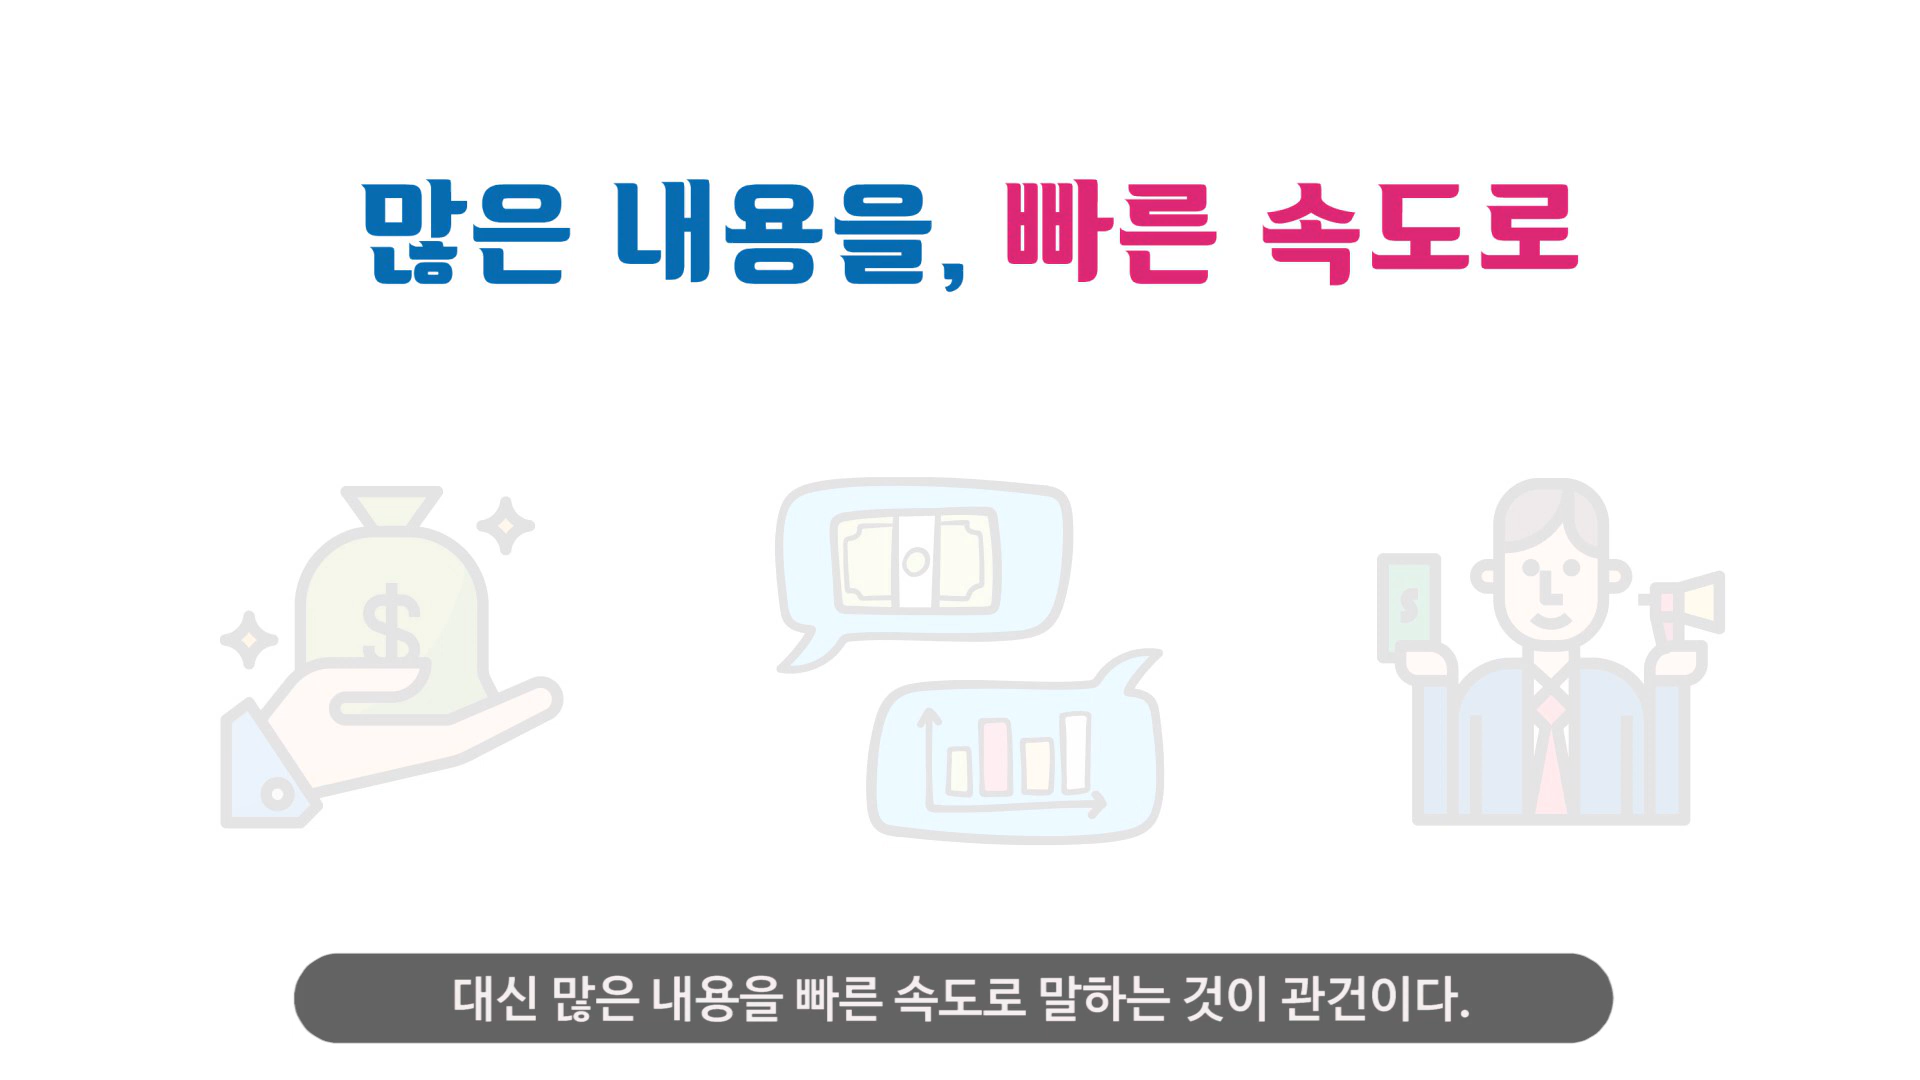 많은 내용을, 빠른 속도로
$
$
대신 많은 내용을 빠른 속도로 말하는 것이 관건이다.